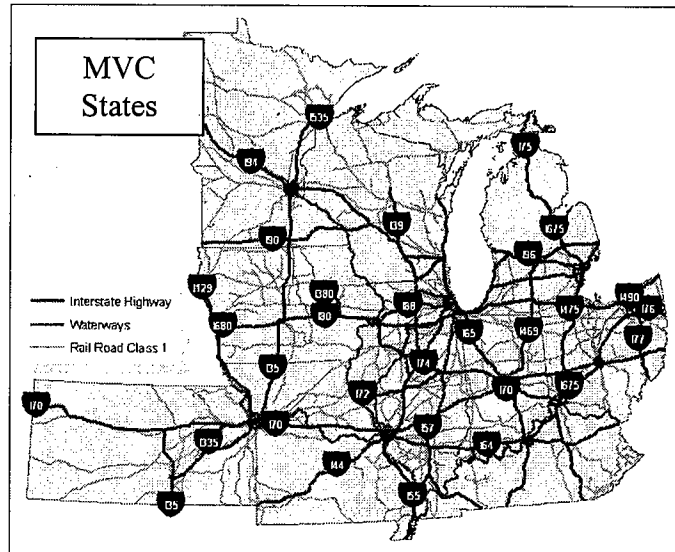 MVC
States
I535
I94
I75
I90
I39
I675
I96
I129
I380
I80
I88
I490
I475
I76
I680
I65
I469
I77
Interstate Highway
Waterways
Rail Road Class 1
I35
I74
I72
I70
I675
I70
I70
I57
I335
I64
I44
I35
I55